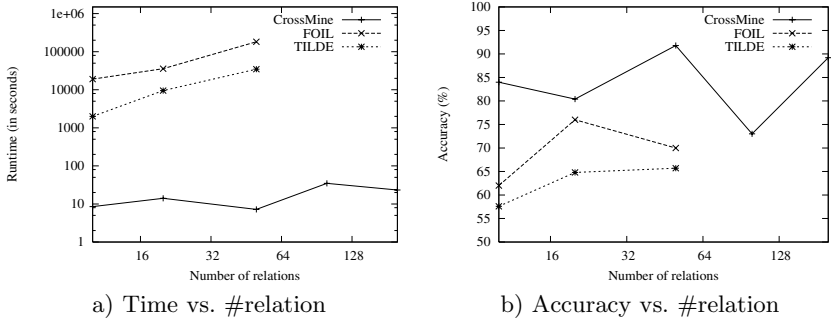 1e+06
100000
10000
1000
100
10
1
16
32
64
128
Runtime (in seconds)
Number of relations
CrossMine
FOIL
TILDE
a) Time vs. #relation
100
95
90
85
80
75
70
65
60
55
50
16
32
64
128
Accuracy (%)
Number of relations
CrossMine
FOIL
TILDE
b) Accuracy vs. #relation